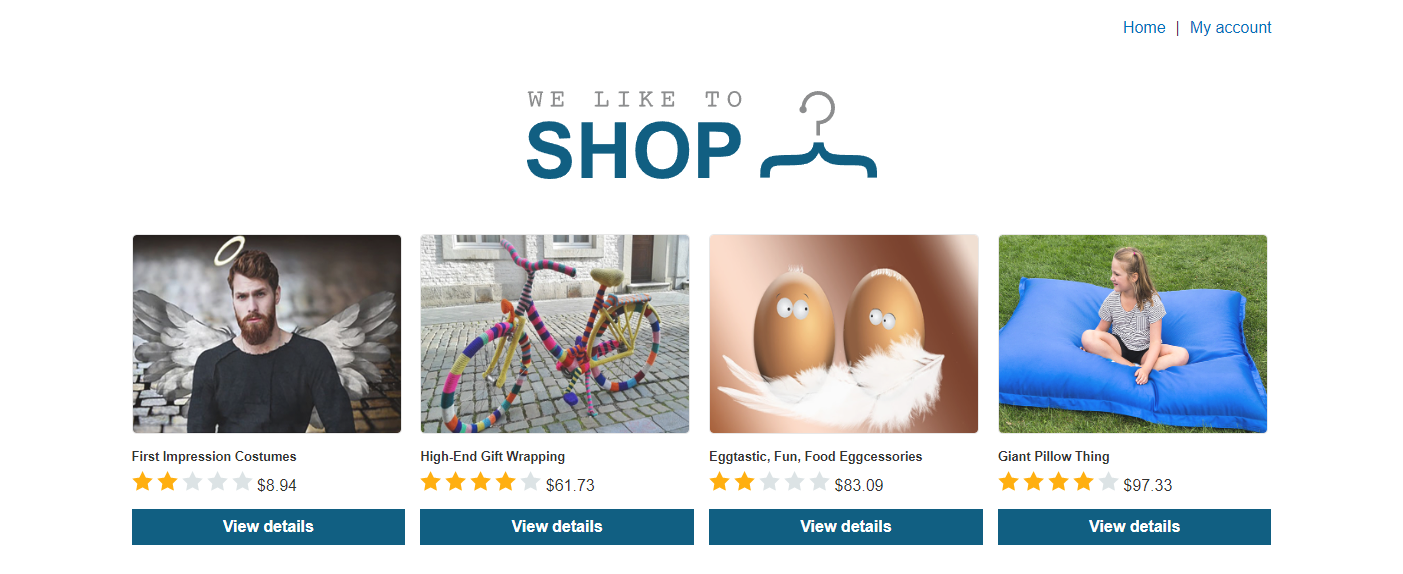 Home | My account
WE LIKE TO
SHOP
First Impression Costumes
$8.94
View details
High-End Gift Wrapping
$61.73
View details
Eggtastic, Fun, Food Eggcessories
$83.09
View details
Giant Pillow Thing
$97.33
View details